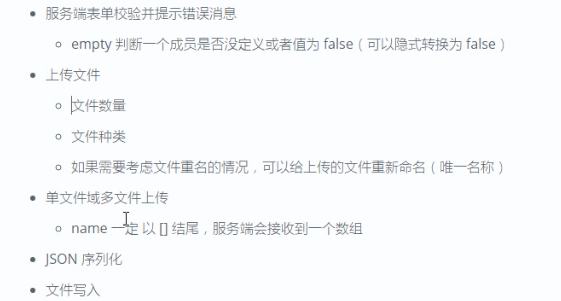 服务端表单校验并提示错误消息
empty 判断一个成员是否没定义或者值为 false（可以隐式转换为 false）
上传文件
文件数量
文件种类
如果需要考虑文件重名的情况，可以给上传的文件重新命名（唯一名称）
单文件域多文件上传
name 一定 以 [] 结尾，服务端会接收到一个数组
JSON 序列化
文件写入